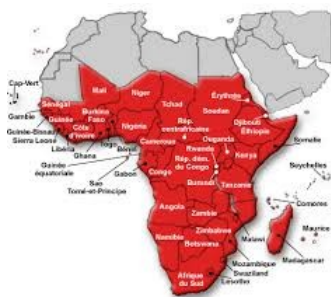 Cap-Vert
Mali
Niger
Tchad
Érythrée
Sénégal
Soudan
Gambie
Guinée
Burkina
Faso
Djibouti
Guinée-Bissau
Côte
d'Ivoire
Nigéria
Rép.
centrafricaine
Éthiopie
Sierra Leone
Cameroun
Ouganda
Somalie
Libéria
Togo
Bénin
Ghana
Rwanda
Kenya
Guinée
équatoriale
Congo
Rép. dém.
du Congo
Seychelles
Gabon
Burundi
Tanzanie
Sao
Tomé-et-Principe
Comores
Angola
Zambie
Malawi
Maurice
Zimbabwe
Namibie
Botswana
Madagascar
Mozambique
Swaziland
Afrique
du Sud
Lesotho